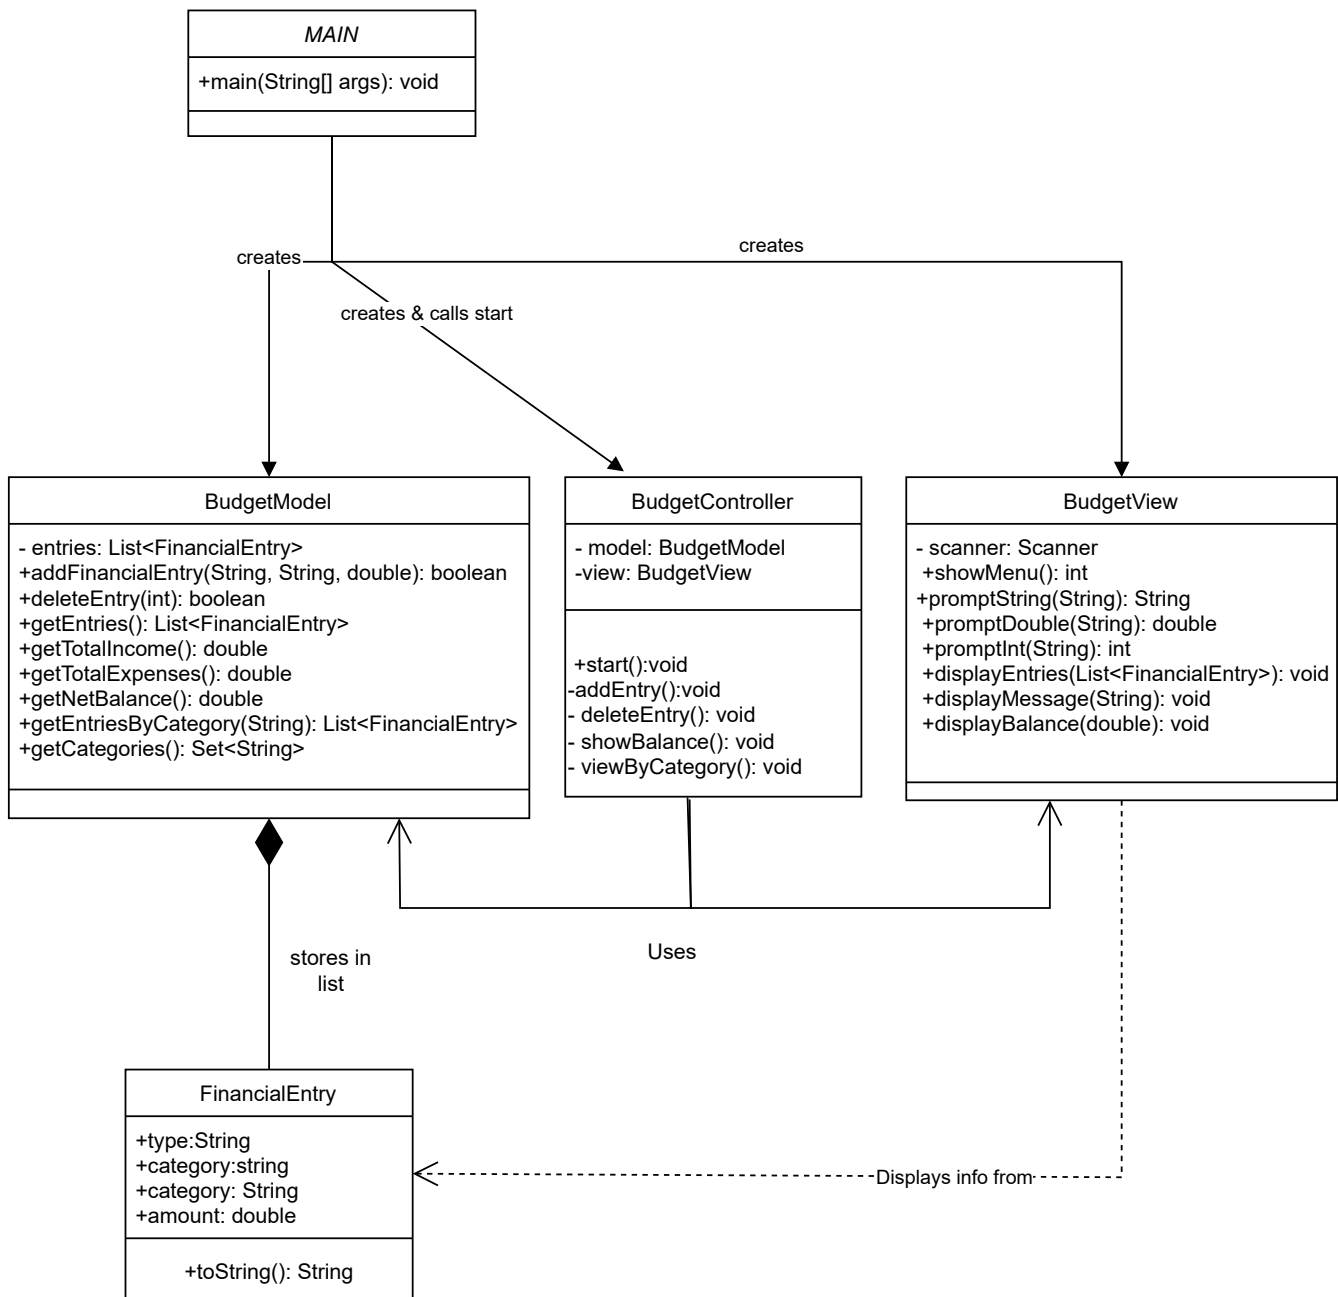 MAIN
+main(String[] args): void
creates
creates
creates & calls start
BudgetModel
- entries: List<FinancialEntry>
+addFinancialEntry(String, String, double): boolean
+deleteEntry(int): boolean
+getEntries(): List<FinancialEntry>
+getTotalIncome(): double
+getTotalExpenses(): double
+getNetBalance(): double
+getEntriesByCategory(String): List<FinancialEntry>
+getCategories(): Set<String>
BudgetController
- model: BudgetModel
-view: BudgetView
+start():void
-addEntry():void
- deleteEntry(): void
- showBalance(): void
- viewByCategory(): void
BudgetView
- scanner: Scanner
+showMenu(): int
+promptString(String): String
+promptDouble(String): double
+promptInt(String): int
+displayEntries(List<FinancialEntry>): void
+displayMessage(String): void
+displayBalance(double): void
stores in
list
Uses
FinancialEntry
+type:String
+category:string
+category: String
+amount: double
+toString(): String
Displays info from